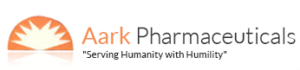 Aark Pharmaceuticals
"Serving Humanity with Humility"